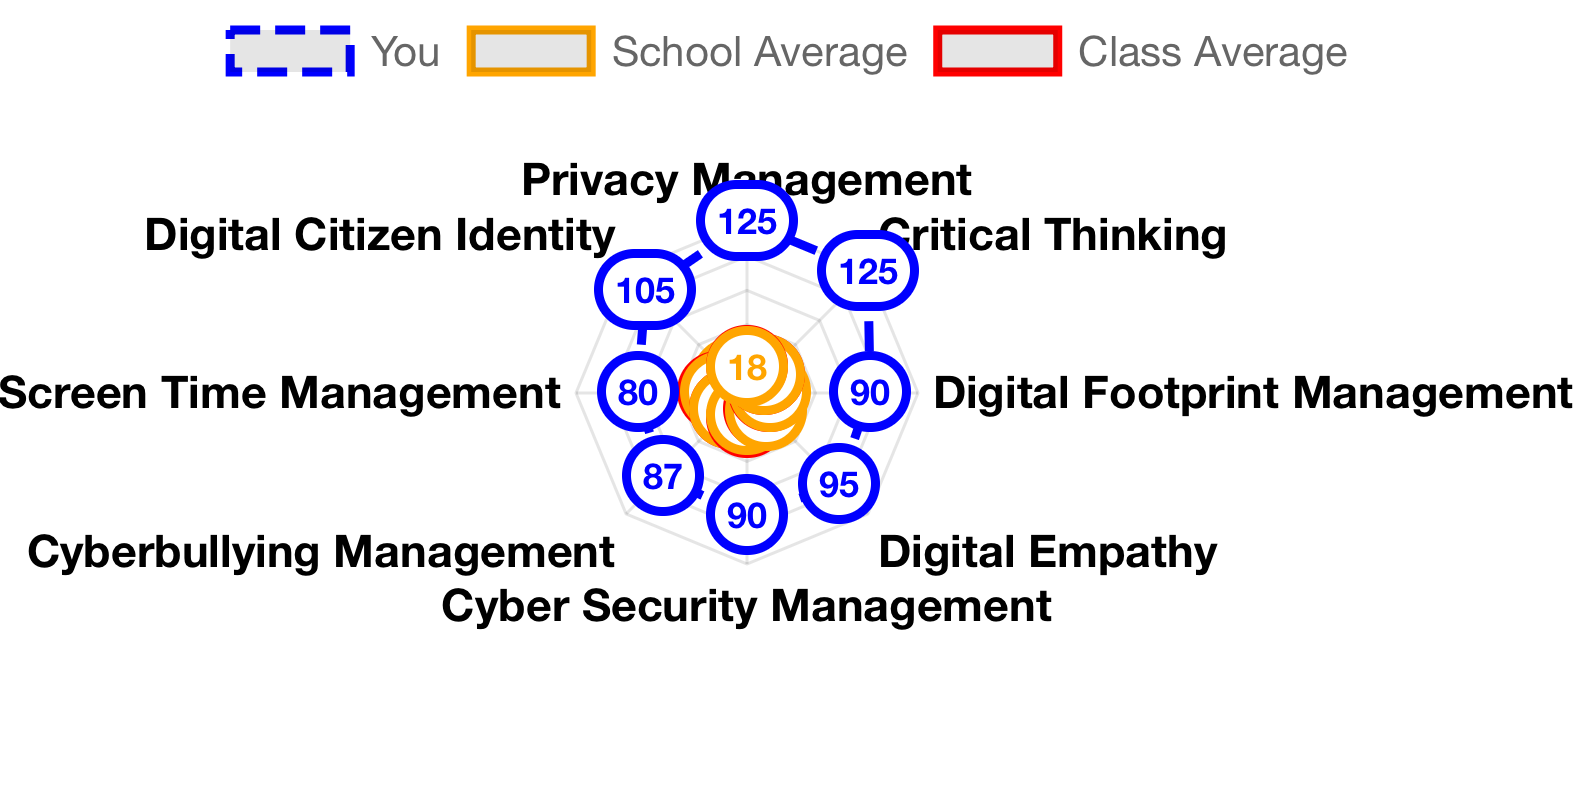 You School Average Class Average
Privacy Management
Digital Citizen Identity Critical Thinking
125
125
105
18
Screen Time Management 80 90 Digital Footprint Management
87 95
90
Cyberbullying Management Digital Empathy
Cyber Security Management